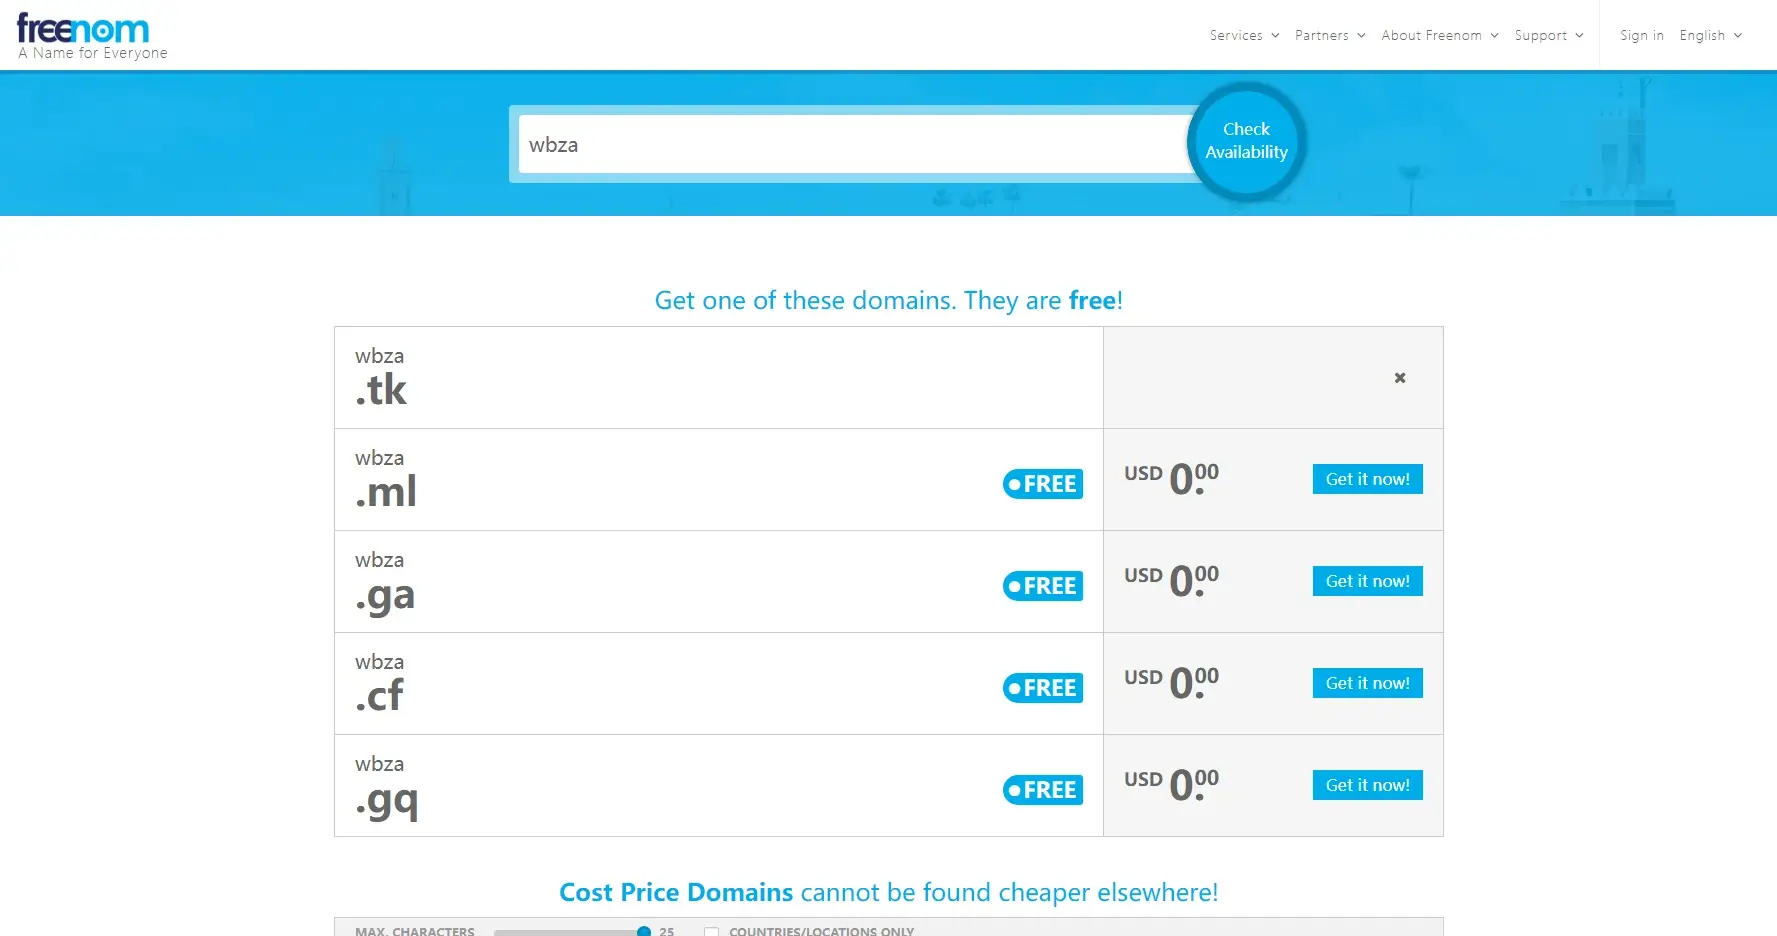 freenom
A Name for Everyone
Services Partners About Freenom Support Sign in English
wbza
Check
Availability
Get one of these domains. They are free!
wbza
.tk
wbza
.ml
FREE USD 0.00 Get it now!
wbza
.ga
FREE USD 0.00 Get it now!
wbza
.cf
FREE USD 0.00 Get it now!
wbza
.gq
FREE USD 0.00 Get it now!
Cost Price Domains cannot be found cheaper elsewhere!
MAX. CHARACTERS 25 COUNTRIES/LOCATIONS ONLY